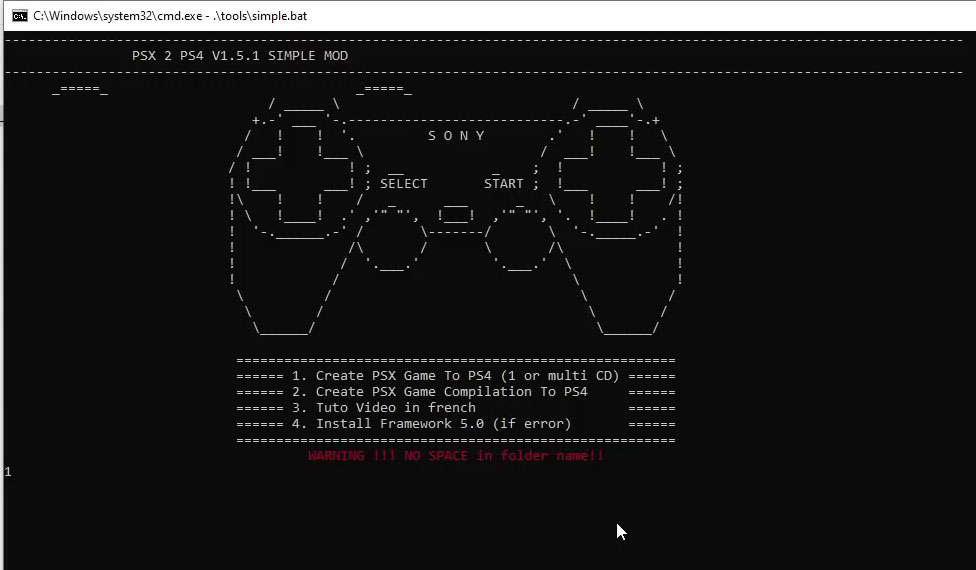 C:\Windows\system32\cmd.exe - .\tools\simple.bat
PSX 2 PS4 V1.5.1 SIMPLE MOD
S O N Y
SELECT START
====== 1. Create PSX Game To PS4 (1 or multi CD) ======
====== 2. Create PSX Game Compilation To PS4 ======
====== 3. Tuto Video in french ======
====== 4. Install Framework 5.0 (if error) ======
WARNING !!! NO SPACE in folder name!!
1